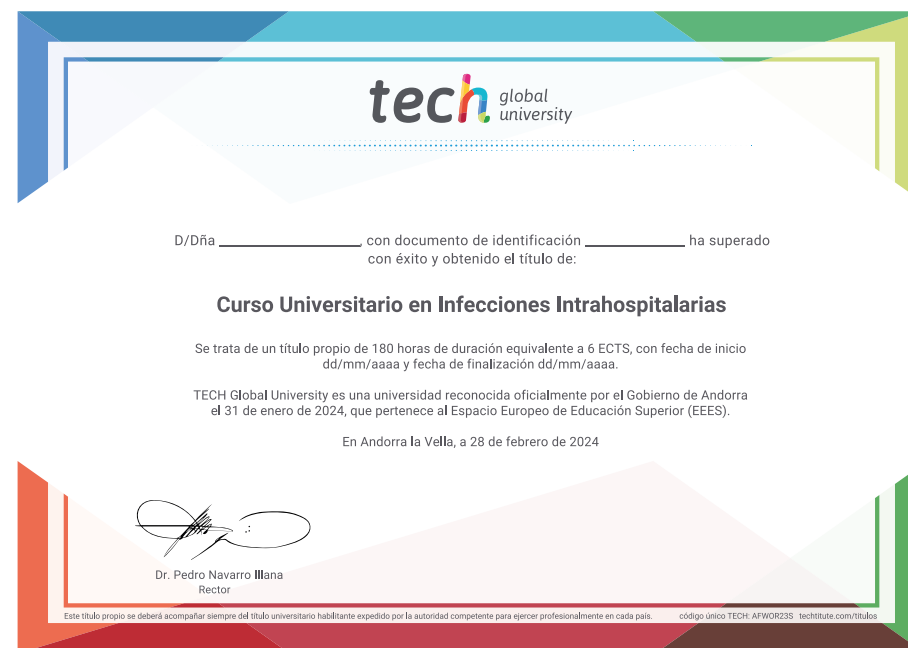 tech global university
D/Dña ____________________, con documento de identificación ______________ ha superado
con éxito y obtenido el título de:
Curso Universitario en Infecciones Intrahospitalarias
Se trata de un título propio de 180 horas de duración equivalente a 6 ECTS, con fecha de inicio
dd/mm/aaaa y fecha de finalización dd/mm/aaaa.
TECH Global University es una universidad reconocida oficialmente por el Gobierno de Andorra
el 31 de enero de 2024, que pertenece al Espacio Europeo de Educación Superior (EEES).
En Andorra la Vella, a 28 de febrero de 2024
Dr. Pedro Navarro Illana
Rector
Este título propio se deberá acompañar siempre del título universitario habilitante expedido por la autoridad competente para ejercer profesionalmente en cada país. código único TECH: AFWOR23S techtitute.com/titulos